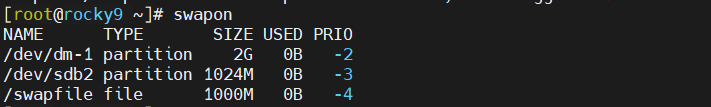 [root@rocky9 ~]# swapon
NAME      TYPE       SIZE USED PRIO
/dev/dm-1 partition    2G   0B   -2
/dev/sdb2 partition 1024M   0B   -3
/swapfile file      1000M   0B   -4